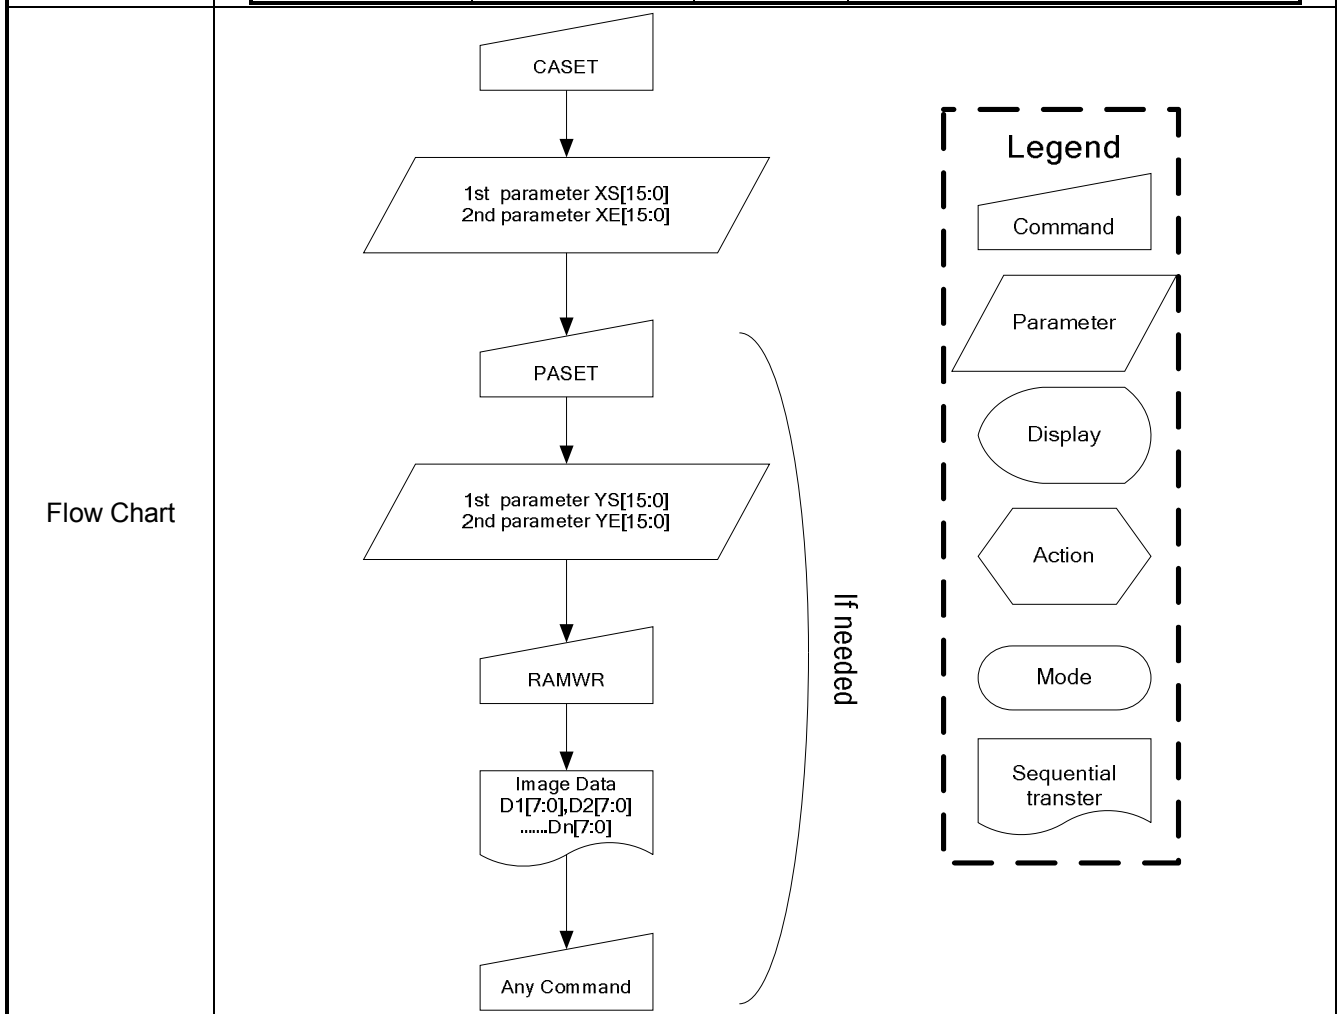 Flow Chart
CASET
1st parameter XS[15:0]
2nd parameter XE[15:0]
PASET
1st parameter YS[15:0]
2nd parameter YE[15:0]
RAMWR
Image Data
D1[7:0],D2[7:0]
.......Dn[7:0]
Any Command
If needed
Legend
Command
Parameter
Display
Action
Mode
Sequential
transter